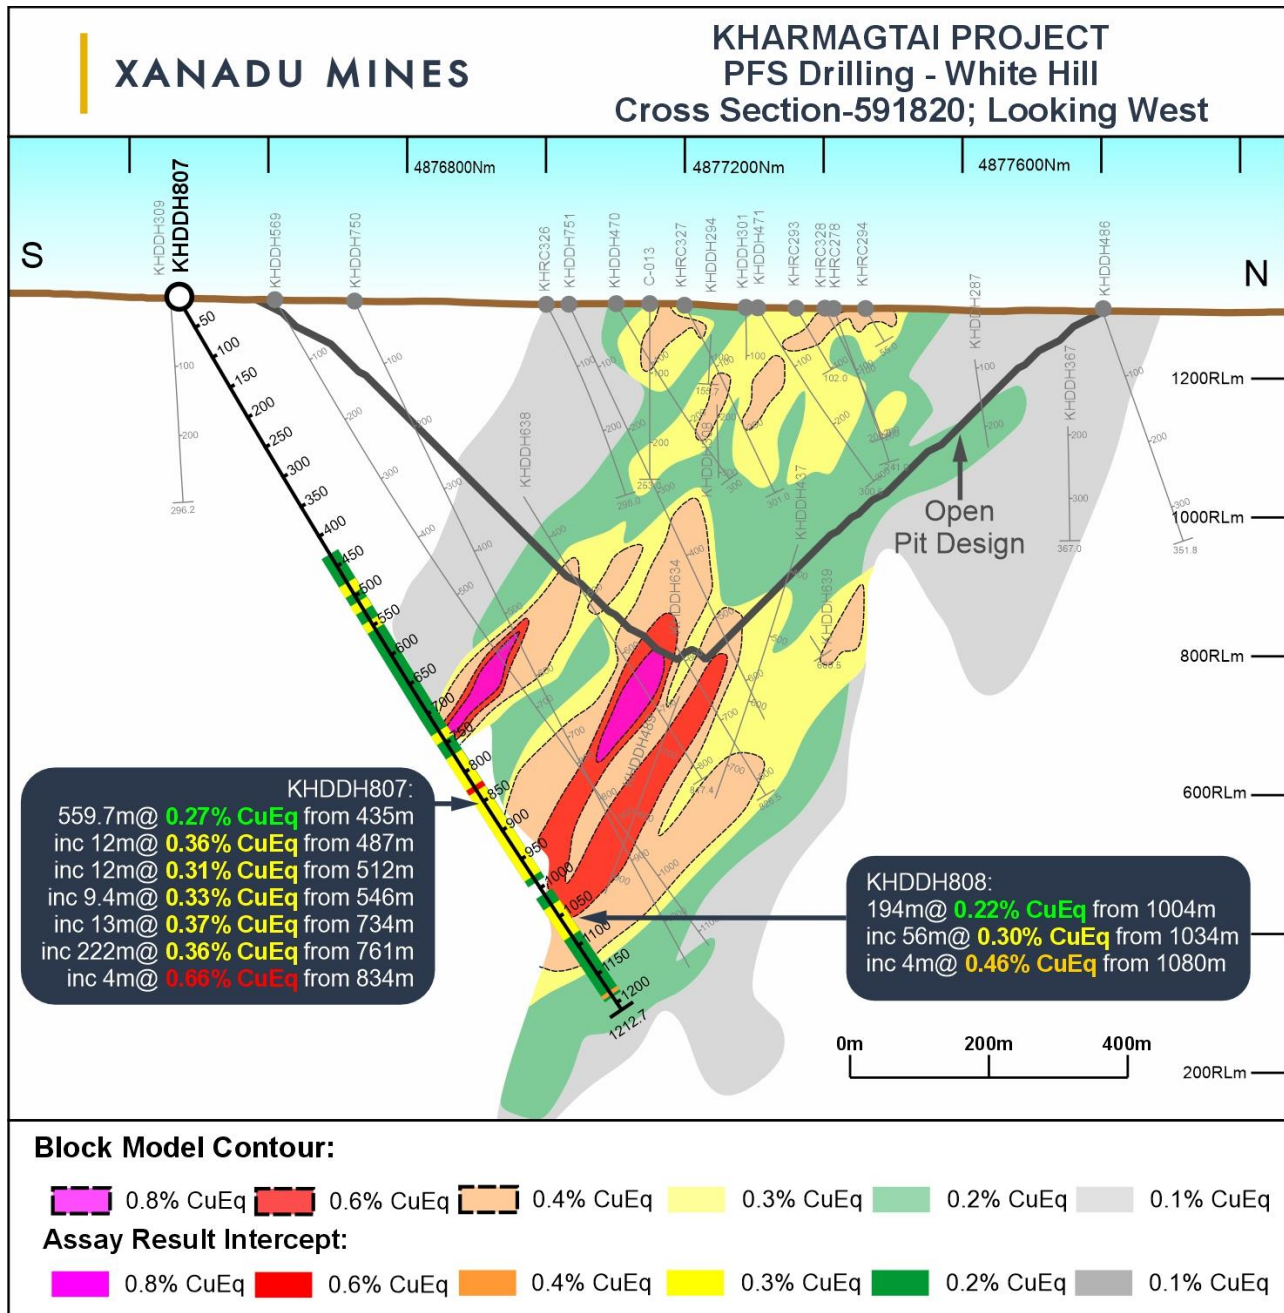 XANADU MINES
KHARMAGTAI PROJECT
PFS Drilling - White Hill
Cross Section-591820; Looking West
4876800Nm
4877200Nm
4877600Nm
S
N
KHDDH309
KHDDH807
KHDDH569
KHDDH750
KHRC326
KHDDH751
KHDDH470
C-013
KHRC327
KHDDH294
KHDDH301
KHDDH471
KHRC293
KHRC328
KHRC278
KHRC294
KHDDH287
KHDDH367
KHDDH486
KHDDH638
KHDDH437
KHDDH634
KHDDH639
KHDDH489
1200RLm
1000RLm
800RLm
600RLm
200RLm
Open
Pit Design
50
100
150
200
250
300
350
400
450
500
550
600
650
700
750
800
850
900
950
1000
1050
1100
1150
1200
1212.7
296.2
367.0
351.8
KHDDH807:
559.7m@ 0.27% CuEq from 435m
inc 12m@ 0.36% CuEq from 487m
inc 12m@ 0.31% CuEq from 512m
inc 9.4m@ 0.33% CuEq from 546m
inc 13m@ 0.37% CuEq from 734m
inc 222m@ 0.36% CuEq from 761m
inc 4m@ 0.66% CuEq from 834m
KHDDH808:
194m@ 0.22% CuEq from 1004m
inc 56m@ 0.30% CuEq from 1034m
inc 4m@ 0.46% CuEq from 1080m
0m 200m 400m
Block Model Contour:
0.8% CuEq 0.6% CuEq 0.4% CuEq 0.3% CuEq 0.2% CuEq 0.1% CuEq
Assay Result Intercept:
0.8% CuEq 0.6% CuEq 0.4% CuEq 0.3% CuEq 0.2% CuEq 0.1% CuEq